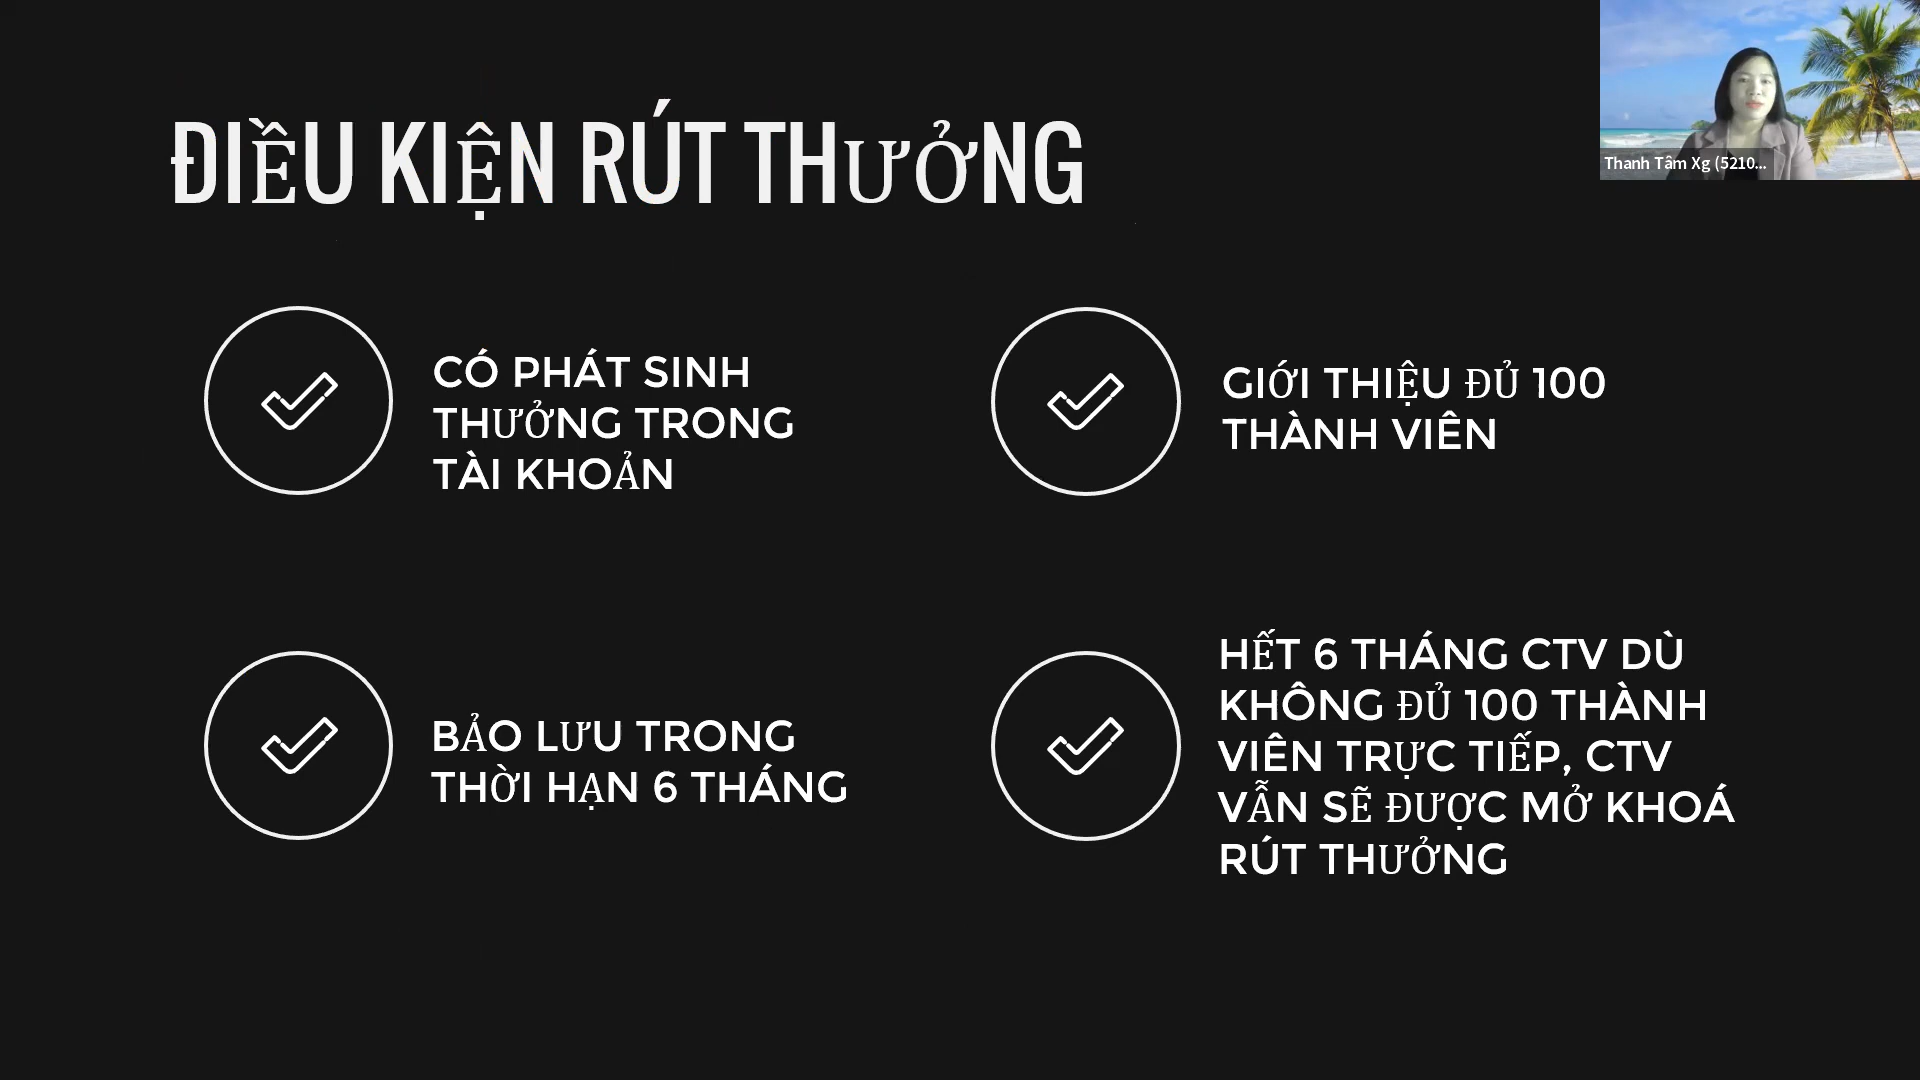 ĐIỀU KIỆN RÚT THƯỞNG
Thanh Tâm Xg (5210...
CÓ PHÁT SINH
THƯỞNG TRONG
TÀI KHOẢN
GIỚI THIỆU ĐỦ 100
THÀNH VIÊN
BẢO LƯU TRONG
THỜI HẠN 6 THÁNG
HẾT 6 THÁNG CTV DÙ
KHÔNG ĐỦ 100 THÀNH
VIÊN TRỰC TIẾP, CTV
VẪN SẼ ĐƯỢC MỞ KHOÁ
RÚT THƯỞNG